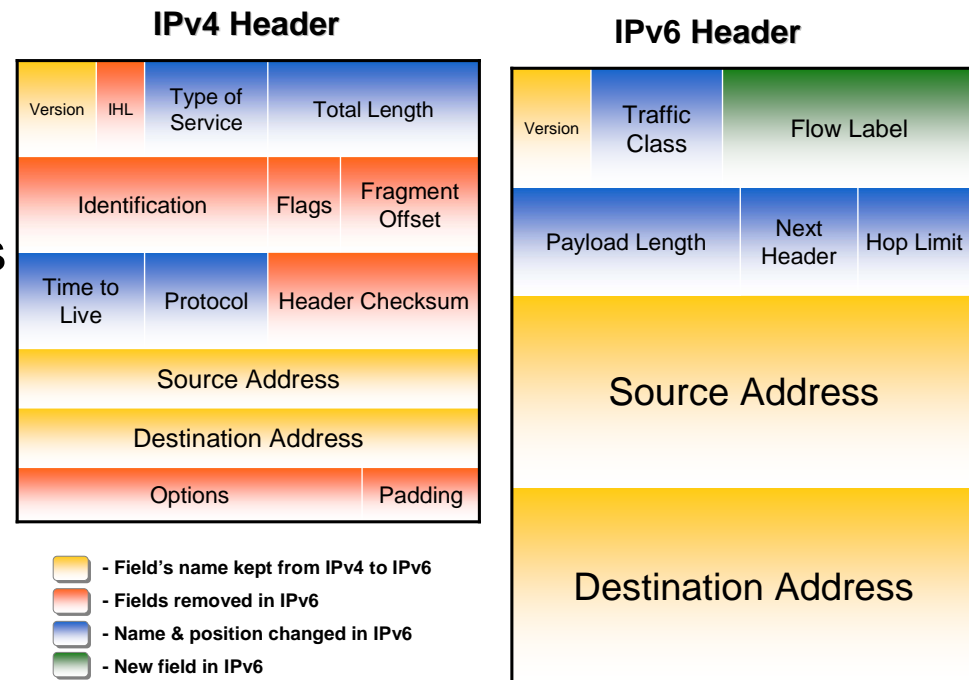 IPv4 Header
Version IHL Type of Service Total Length
Identification Flags Fragment Offset
Time to Live Protocol Header Checksum
Source Address
Destination Address
Options Padding
- Field's name kept from IPv4 to IPv6
- Fields removed in IPv6
- Name & position changed in IPv6
- New field in IPv6
s
IPv6 Header
Version Traffic Class Flow Label
Payload Length Next Header Hop Limit
Source Address
Destination Address